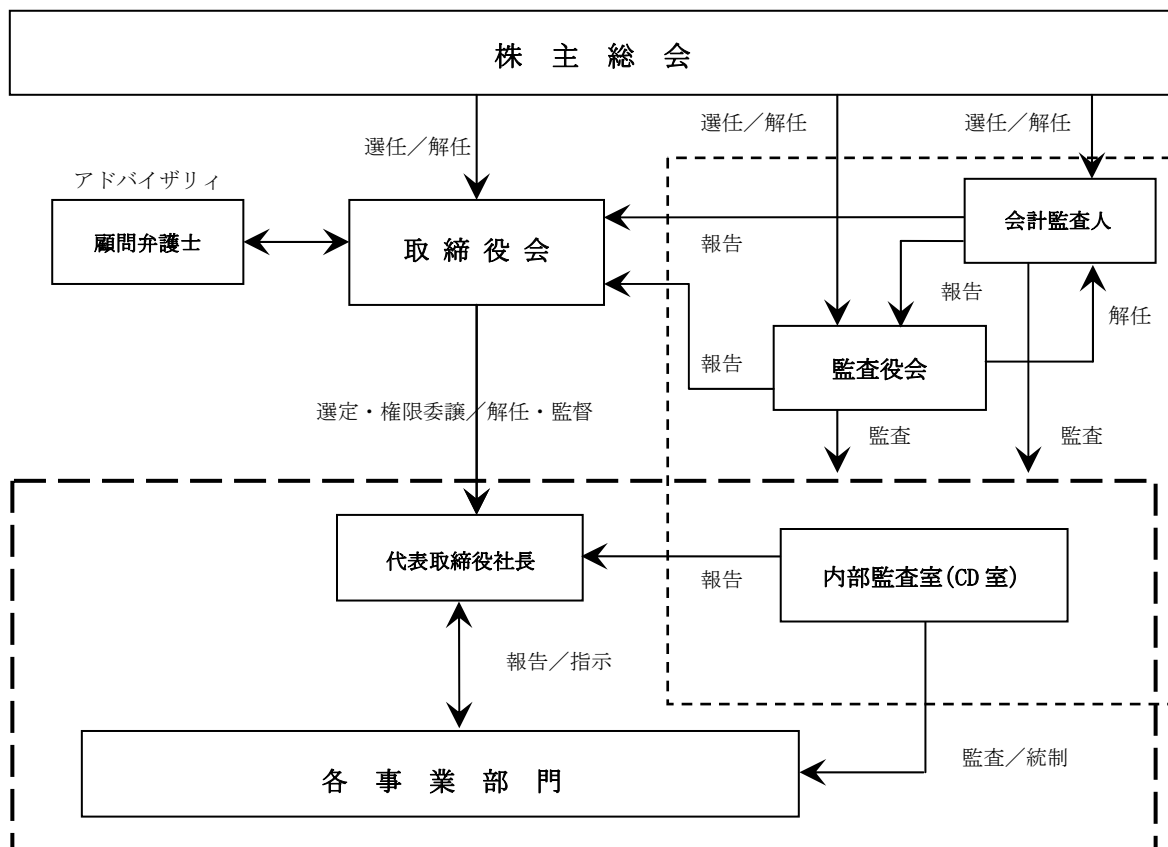 株主総会
選任／解任
選任／解任
選任／解任
アドバイザリィ
顧問弁護士
取締役会
会計監査人
報告
報告
解任
監査役会
報告
選定・権限委譲／解任・監督
監査
監査
代表取締役社長
内部監査室(CD室)
報告
報告／指示
監査／統制
各事業部門